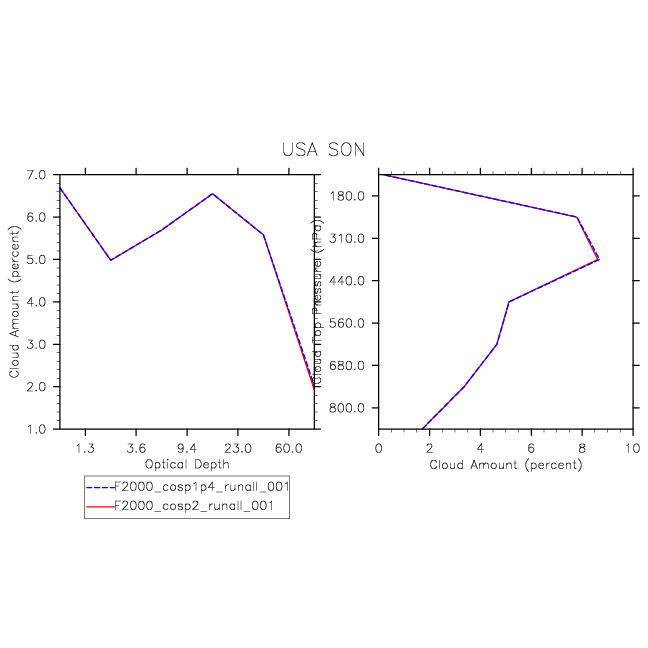 USA SON
Cloud Amount (percent)
7.0
6.0
5.0
4.0
3.0
2.0
1.0
1.3 3.6 9.4 23.0 60.0
Optical Depth
Cloud Top Pressure (hPa)
180.0
310.0
440.0
560.0
680.0
800.0
0 2 4 6 8 10
Cloud Amount (percent)
F2000_cosp1p4_runall_001
F2000_cosp2_runall_001